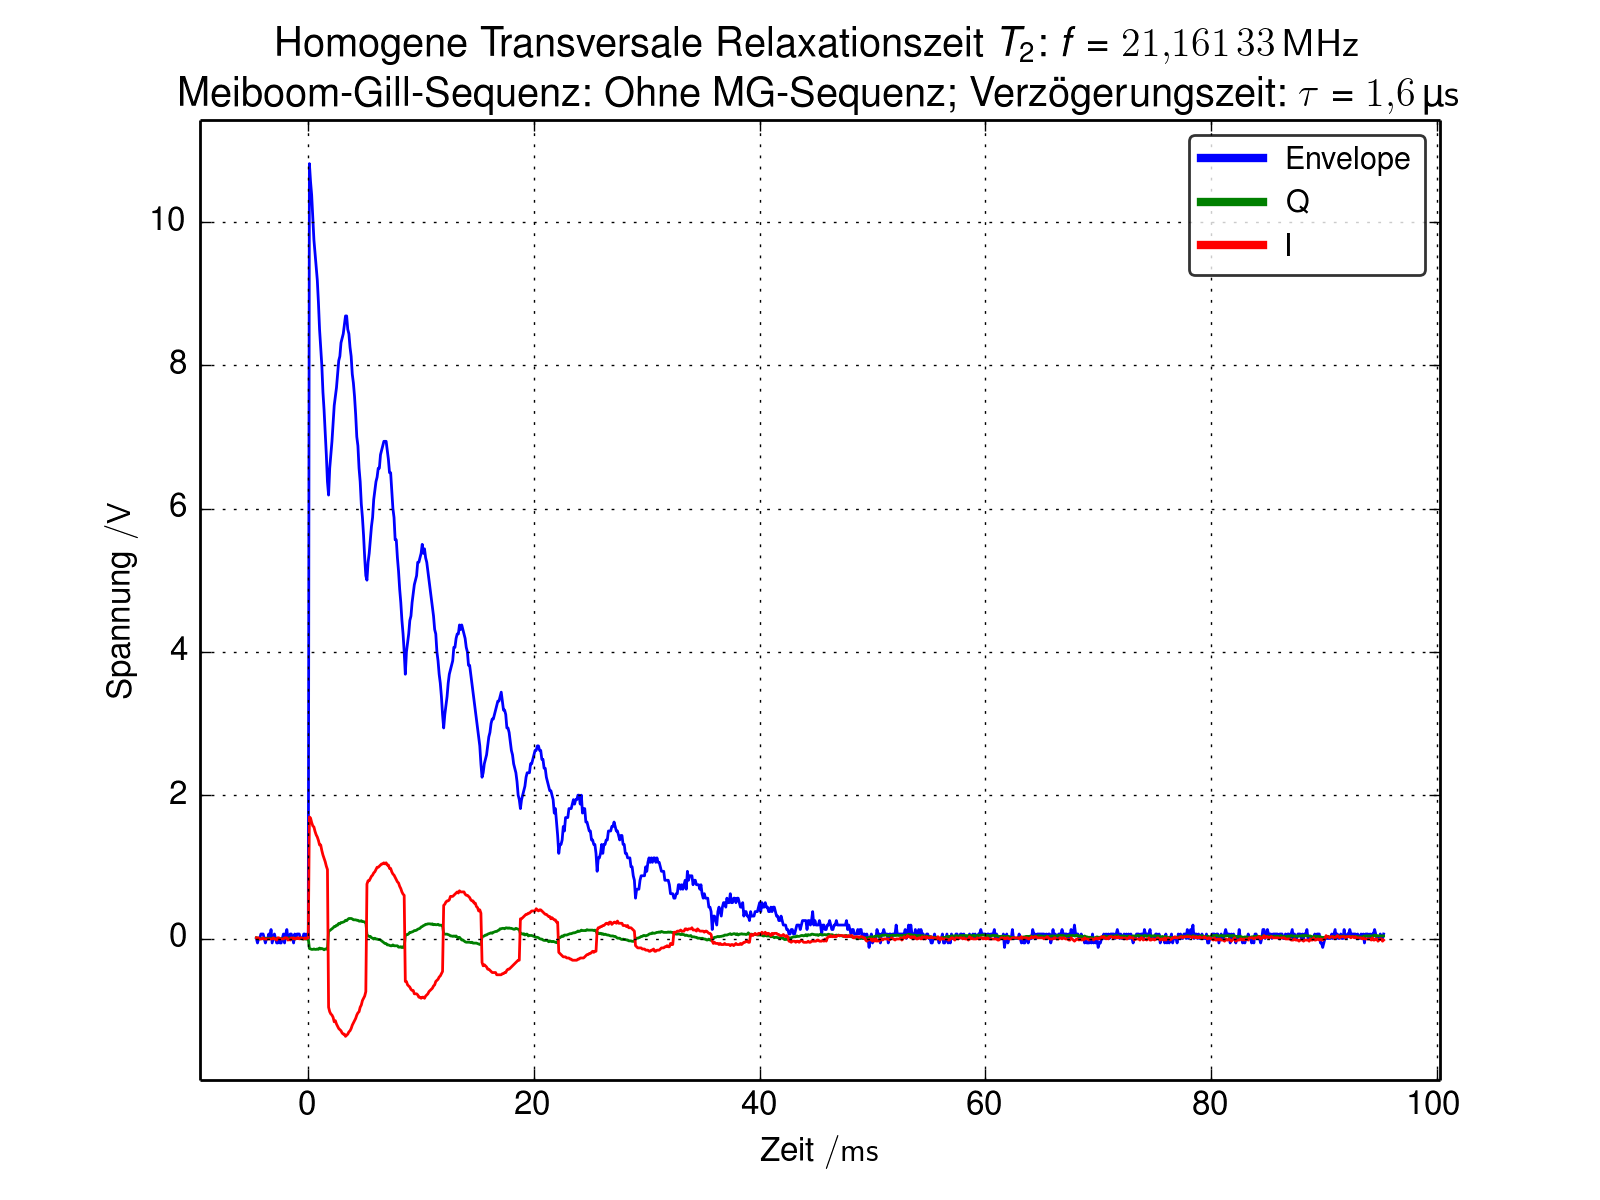 Homogene Transversale Relaxationszeit T₂: f = 21,161 33 MHz
Meiboom-Gill-Sequenz: Ohne MG-Sequenz; Verzögerungszeit: τ = 1,6 µs
Envelope
Q
I
10
8
6
4
2
0
Spannung /V
0 20 40 60 80 100
Zeit /ms